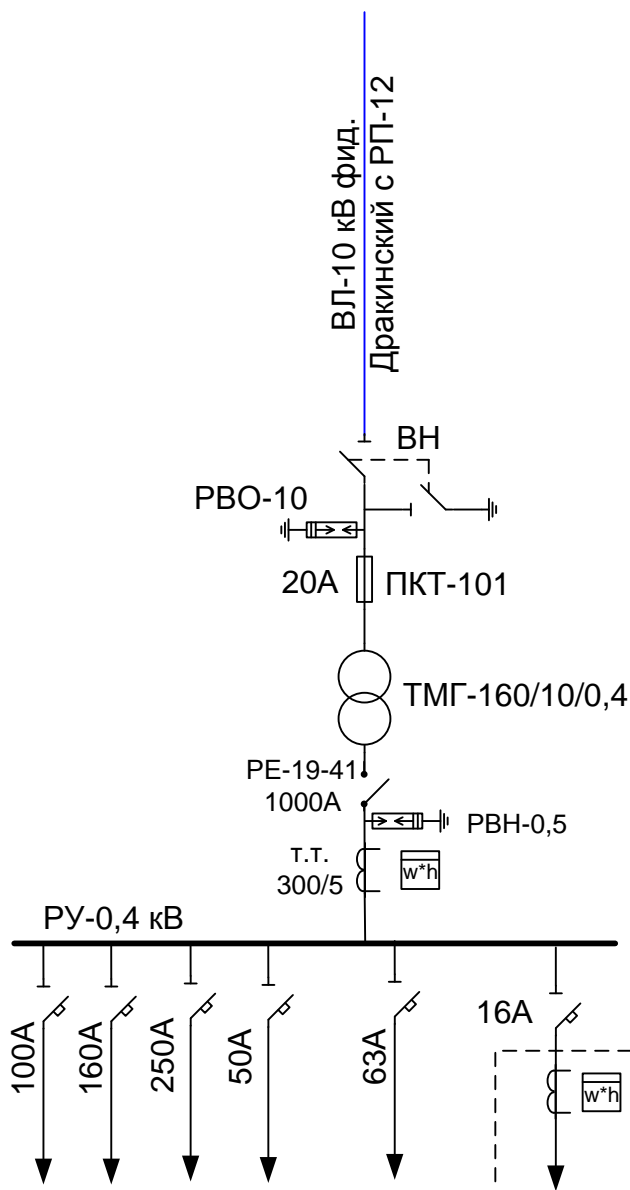 ВЛ-10 кВ фид.
Дракинский с РП-12
ВН
РВО-10
20А
ПКТ-101
ТМГ-160/10/0,4
РЕ-19-41
1000А
РВН-0,5
т.т.
300/5
w*h
РУ-0,4 кВ
100А
160А
250А
50А
63А
16А
w*h